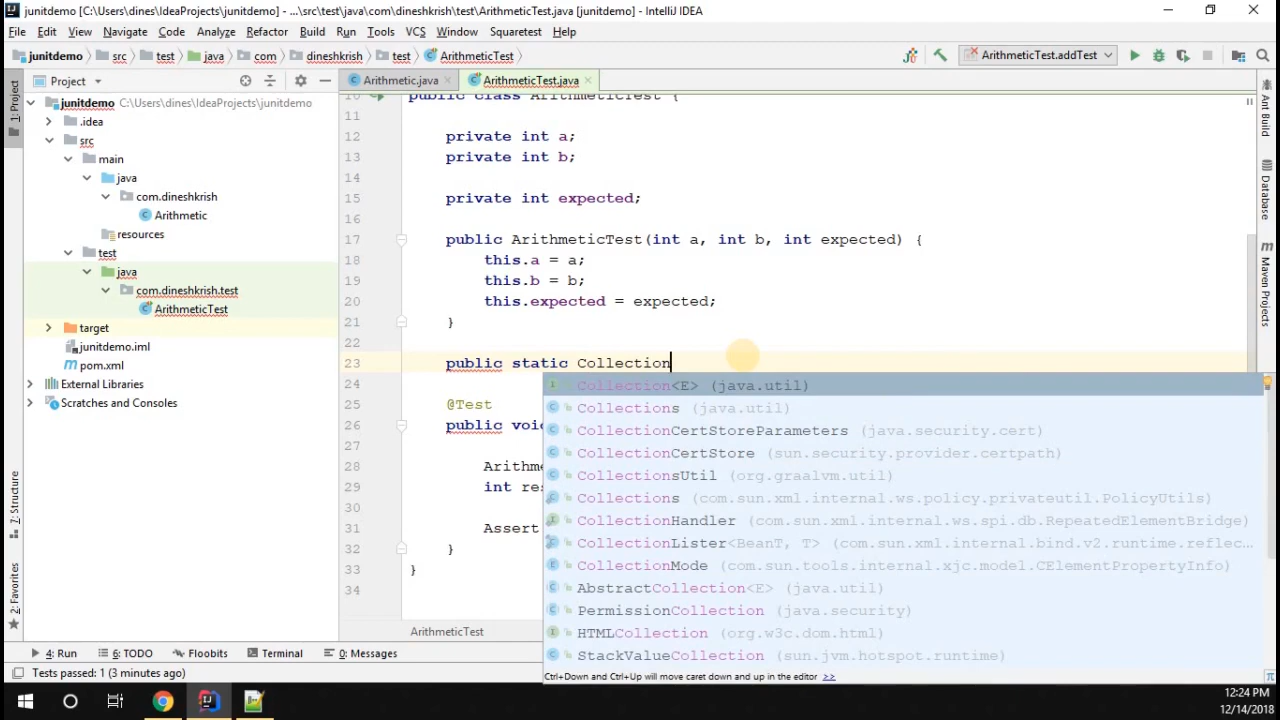 junitdemo [C:\Users\dines\IdeaProjects\junitdemo] - ...\src\test\java\com\dineshkrish\test\ArithmeticTest.java [junitdemo] - IntelliJ IDEA
File Edit View Navigate Code Analyze Refactor Build Run Tools VCS Window Squaretest Help
junitdemo src test java com dineshkrish test ArithmeticTest ArithmeticTest.addTest
1: Project
Project
Arithmetic.java
ArithmeticTest.java
junitdemo C:\Users\dines\IdeaProjects\junitdemo
.idea
src
main
java
com.dineshkrish
Arithmetic
resources
test
java
com.dineshkrish.test
ArithmeticTest
target
junitdemo.iml
pom.xml
External Libraries
Scratches and Consoles
10 public class ArithmeticTest {
11
12 private int a;
13 private int b;
14
15 private int expected;
16
17 public ArithmeticTest(int a, int b, int expected) {
18 this.a = a;
19 this.b = b;
20 this.expected = expected;
21 }
22
23 public static Collection
24
25 @Test
26 public voi
27
28 Arithm
29 int re
30
31 Assert
32 }
33 }
34
Collection<E> (java.util)
Collections (java.util)
CollectionCertStoreParameters (java.security.cert)
CollectionCertStore (sun.security.provider.certpath)
CollectionsUtil (org.graalvm.util)
Collections (com.sun.xml.internal.ws.policy.privateutil.PolicyUtils)
CollectionHandler (com.sun.xml.internal.ws.spi.db.RepeatedElementBridge)
CollectionLister<BeanT, T> (com.sun.xml.internal.bind.v2.runtime.reflec...
CollectionMode (com.sun.tools.internal.xjc.model.CElementPropertyInfo)
AbstractCollection<E> (java.util)
PermissionCollection (java.security)
HTMLCollection (org.w3c.dom.html)
StackValueCollection (sun.jvm.hotspot.runtime)
Ctrl+Down and Ctrl+Up will move caret down and up in the editor >>
ArithmeticTest
Ant Build
Database
Maven Projects
7: Structure
2: Favorites
4: Run 6: TODO Floobits Terminal 0: Messages
Tests passed: 1 (3 minutes ago)
12:24 PM
12/14/2018